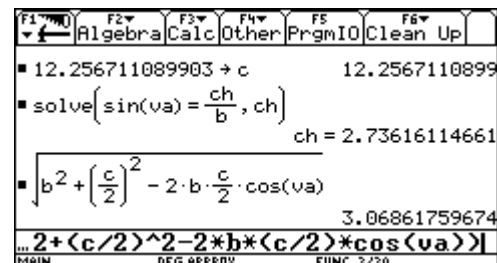 F1 F2 F3 F4 F5 F6
Algebra Calc Other PrgmIO Clean Up
▪ 12.256711089903 → c 12.2567110899
▪ solve(sin(va) = ch/b, ch)
ch = 2.73616114661
▪ √(b² + (c/2)² - 2·b·c/2·cos(va))
3.06861759674
…2+(c/2)^2-2*b*(c/2)*cos(va))
MAIN DEG APPROX FUNC 3/30